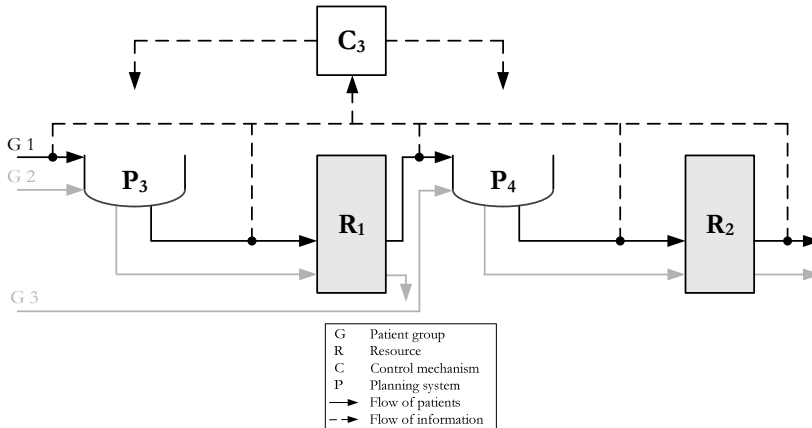 C₃
G 1
G 2
P₃
R₁
P₄
R₂
G 3
G Patient group
R Resource
C Control mechanism
P Planning system
Flow of patients
Flow of information